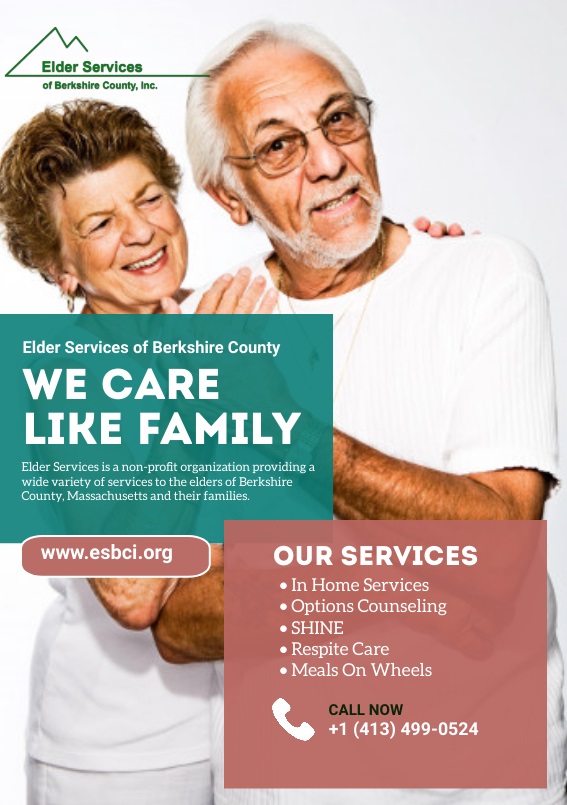 Elder Services
of Berkshire County, Inc.
Elder Services of Berkshire County
WE CARE
LIKE FAMILY
Elder Services is a non-profit organization providing a
wide variety of services to the elders of Berkshire
County, Massachusetts and their families.
www.esbci.org
OUR SERVICES
• In Home Services
• Options Counseling
• SHINE
• Respite Care
• Meals On Wheels
CALL NOW
+1 (413) 499-0524